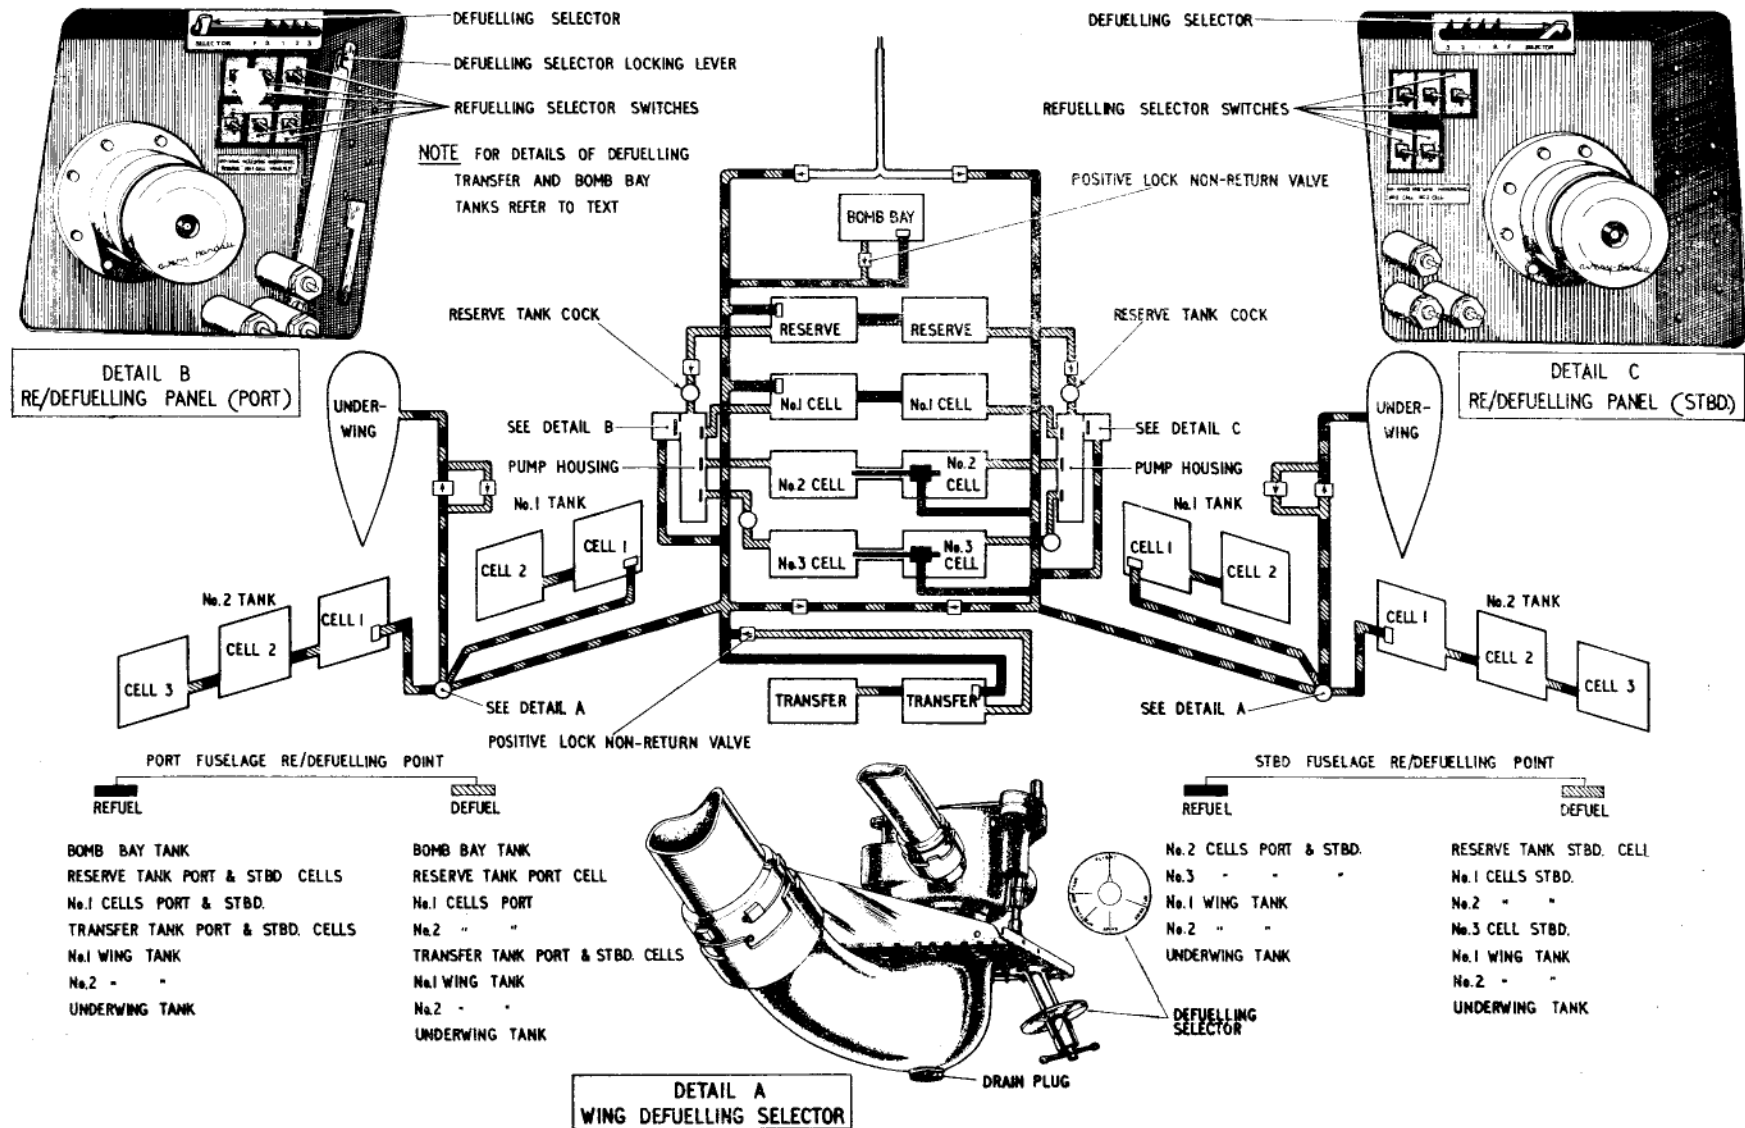 DEFUELLING SELECTOR
DEFUELLING SELECTOR LOCKING LEVER
REFUELLING SELECTOR SWITCHES
SELECTOR
P
1 2 3
NOTE FOR DETAILS OF DEFUELLING
TRANSFER AND BOMB BAY
TANKS REFER TO TEXT
DETAIL B
RE/DEFUELLING PANEL (PORT)
DEFUELLING SELECTOR
REFUELLING SELECTOR SWITCHES
SELECTOR
POSITIVE LOCK NON-RETURN VALVE
DETAIL C
RE/DEFUELLING PANEL (STBD.)
BOMB BAY
RESERVE TANK COCK
RESERVE
RESERVE
RESERVE TANK COCK
UNDER-
WING
No.1 CELL
No.1 CELL
UNDER-
WING
SEE DETAIL B
SEE DETAIL C
PUMP HOUSING
No.2 CELL
No.2
CELL
PUMP HOUSING
No.1 TANK
No.1 TANK
CELL 2
CELL 1
No.3 CELL
No.3
CELL
CELL 1
CELL 2
No.2 TANK
CELL 3
CELL 2
CELL 1
No.2 TANK
CELL 1
CELL 2
CELL 3
TRANSFER
TRANSFER
SEE DETAIL A
SEE DETAIL A
POSITIVE LOCK NON-RETURN VALVE
PORT FUSELAGE RE/DEFUELLING POINT
REFUEL
BOMB BAY TANK
RESERVE TANK PORT & STBD CELLS
No.1 CELLS PORT & STBD.
TRANSFER TANK PORT & STBD. CELLS
No.1 WING TANK
No.2 " "
UNDERWING TANK
DEFUEL
BOMB BAY TANK
RESERVE TANK PORT CELL
No.1 CELLS PORT
No.2 " "
TRANSFER TANK PORT & STBD. CELLS
No.1 WING TANK
No.2 " "
UNDERWING TANK
STBD FUSELAGE RE/DEFUELLING POINT
REFUEL
No.2 CELLS PORT & STBD.
No.3 " " "
No.1 WING TANK
No.2 " "
UNDERWING TANK
DEFUEL
RESERVE TANK STBD. CELL
No.1 CELLS STBD.
No.2 " "
No.3 CELL STBD.
No.1 WING TANK
No.2 " "
UNDERWING TANK
DEFUELLING
SELECTOR
DRAIN PLUG
DETAIL A
WING DEFUELLING SELECTOR